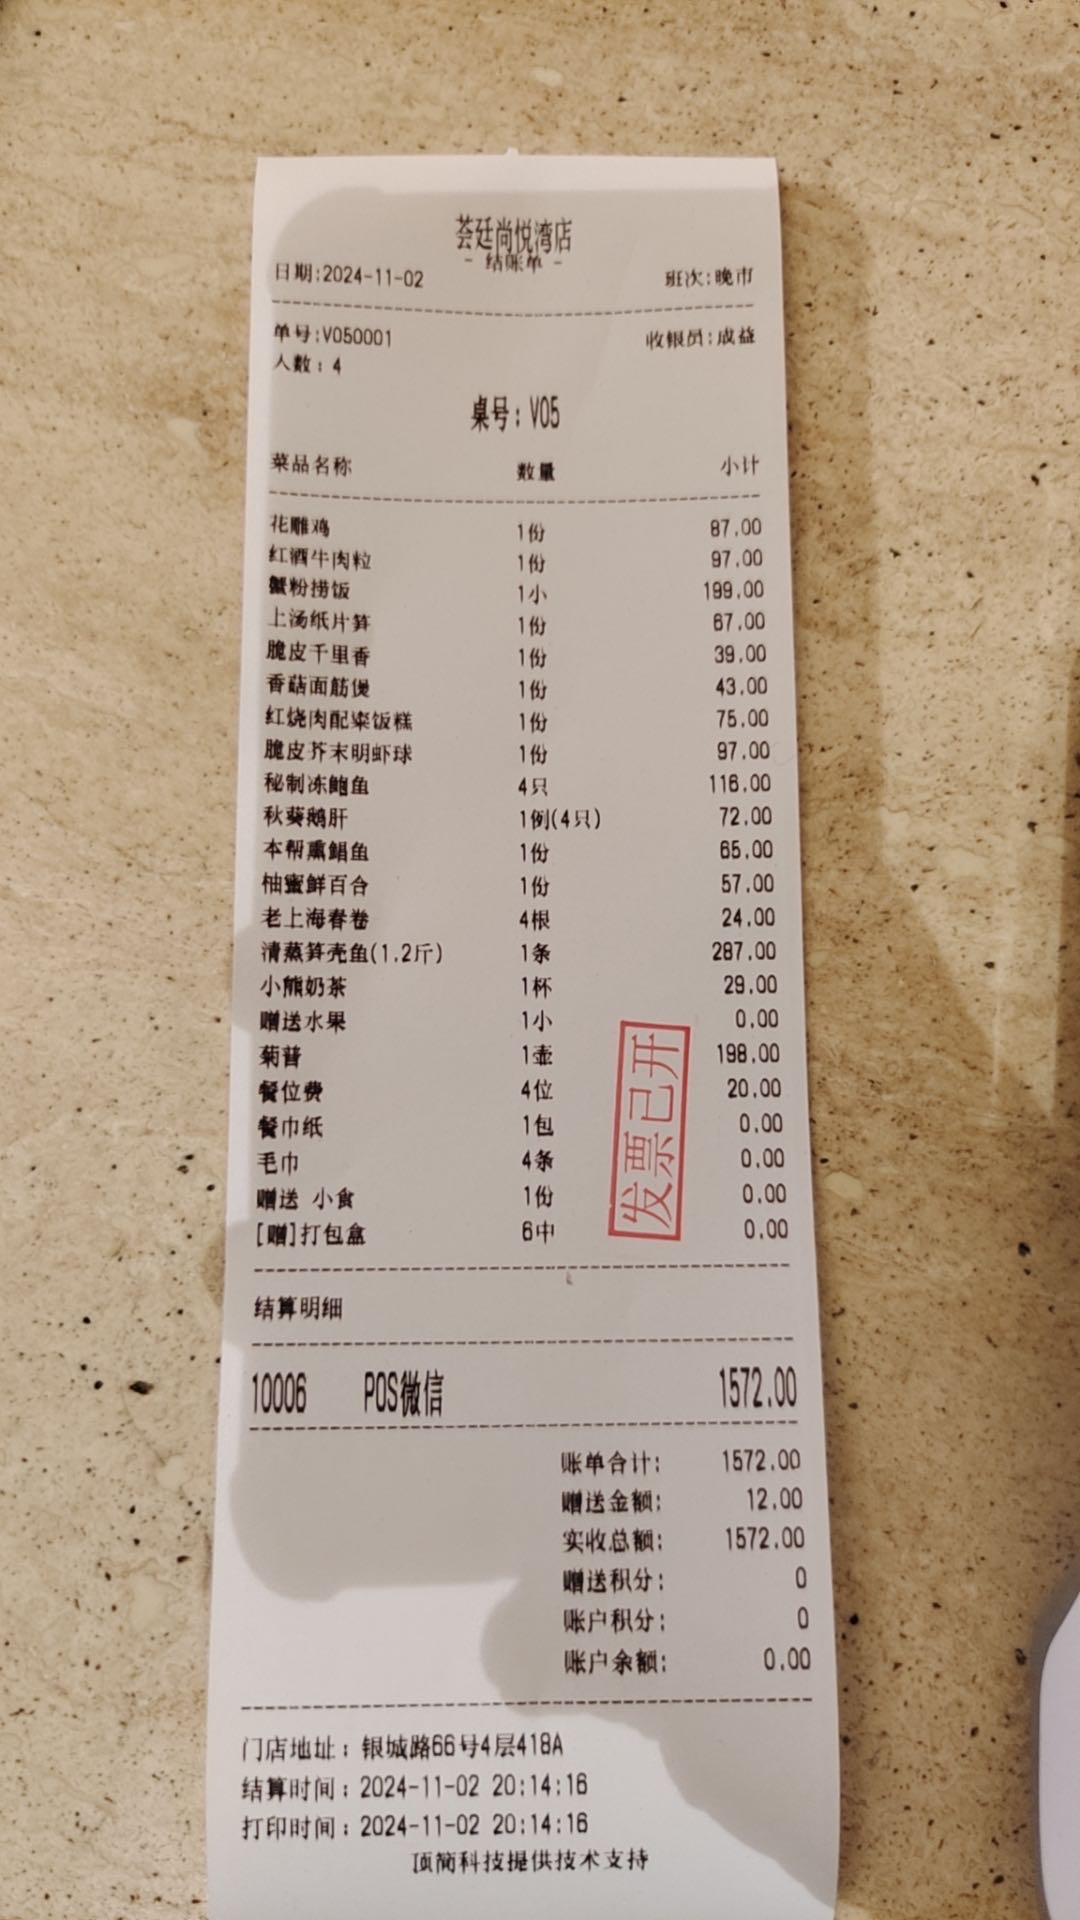 荟廷尚悦湾店
- 结账单 -
日期:2024-11-02 班次:晚市
单号:V050001 收银员:成益
人数: 4
桌号: V05
菜品名称 数量 小计
花雕鸡 1份 87.00
红酒牛肉粒 1份 97.00
蟹粉捞饭 1小 199.00
上汤纸片笋 1份 67.00
脆皮千里香 1份 39.00
香菇面筋煲 1份 43.00
红烧肉配粢饭糕 1份 75.00
脆皮芥末明虾球 1份 97.00
秘制冻鲍鱼 4只 116.00
秋葵鹅肝 1例(4只) 72.00
本帮熏鲳鱼 1份 65.00
柚蜜鲜百合 1份 57.00
老上海春卷 4根 24.00
清蒸笋壳鱼(1.2斤) 1条 287.00
小熊奶茶 1杯 29.00
赠送水果 1小 0.00
菊普 1壶 198.00
餐位费 4位 20.00
餐巾纸 1包 0.00
毛巾 4条 0.00
赠送 小食 1份 0.00
[赠]打包盒 6中 0.00
发票已开
结算明细
10006 POS微信 1572.00
账单合计: 1572.00
赠送金额: 12.00
实收总额: 1572.00
赠送积分: 0
账户积分: 0
账户余额: 0.00
门店地址: 银城路66号4层418A
结算时间: 2024-11-02 20:14:16
打印时间: 2024-11-02 20:14:16
顶简科技提供技术支持